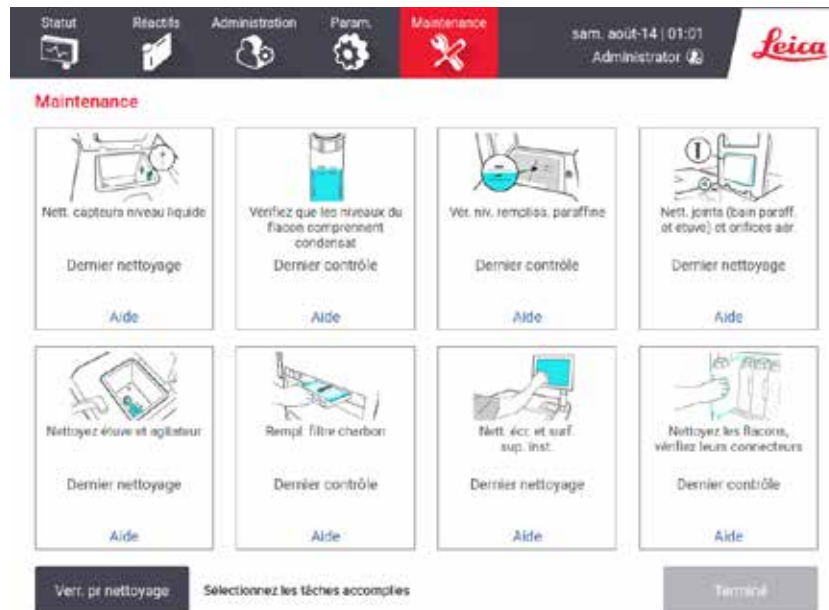 Statut
Réactifs
Administration
Param.
Maintenance
sam. août-14 | 01:01
Administrator
Leica
Maintenance
Nett. capteurs niveau liquide
Dernier nettoyage
Aide
Vérifiez que les niveaux du
flacon comprennent
condensat
Dernier contrôle
Aide
Vér. niv. rempliss. paraffine
Dernier contrôle
Aide
1
Nett. joints (bain paraff.
et étuve) et orifices aér.
Dernier nettoyage
Aide
Nettoyez étuve et agitateur
Dernier nettoyage
Aide
Rempl. filtre charbon
Dernier contrôle
Aide
Nett. écr. et surf.
sup. inst.
Dernier nettoyage
Aide
Nettoyez les flacons,
vérifiez leurs connecteurs
Dernier contrôle
Aide
Verr. pr nettoyage
Sélectionnez les tâches accomplies
Terminé